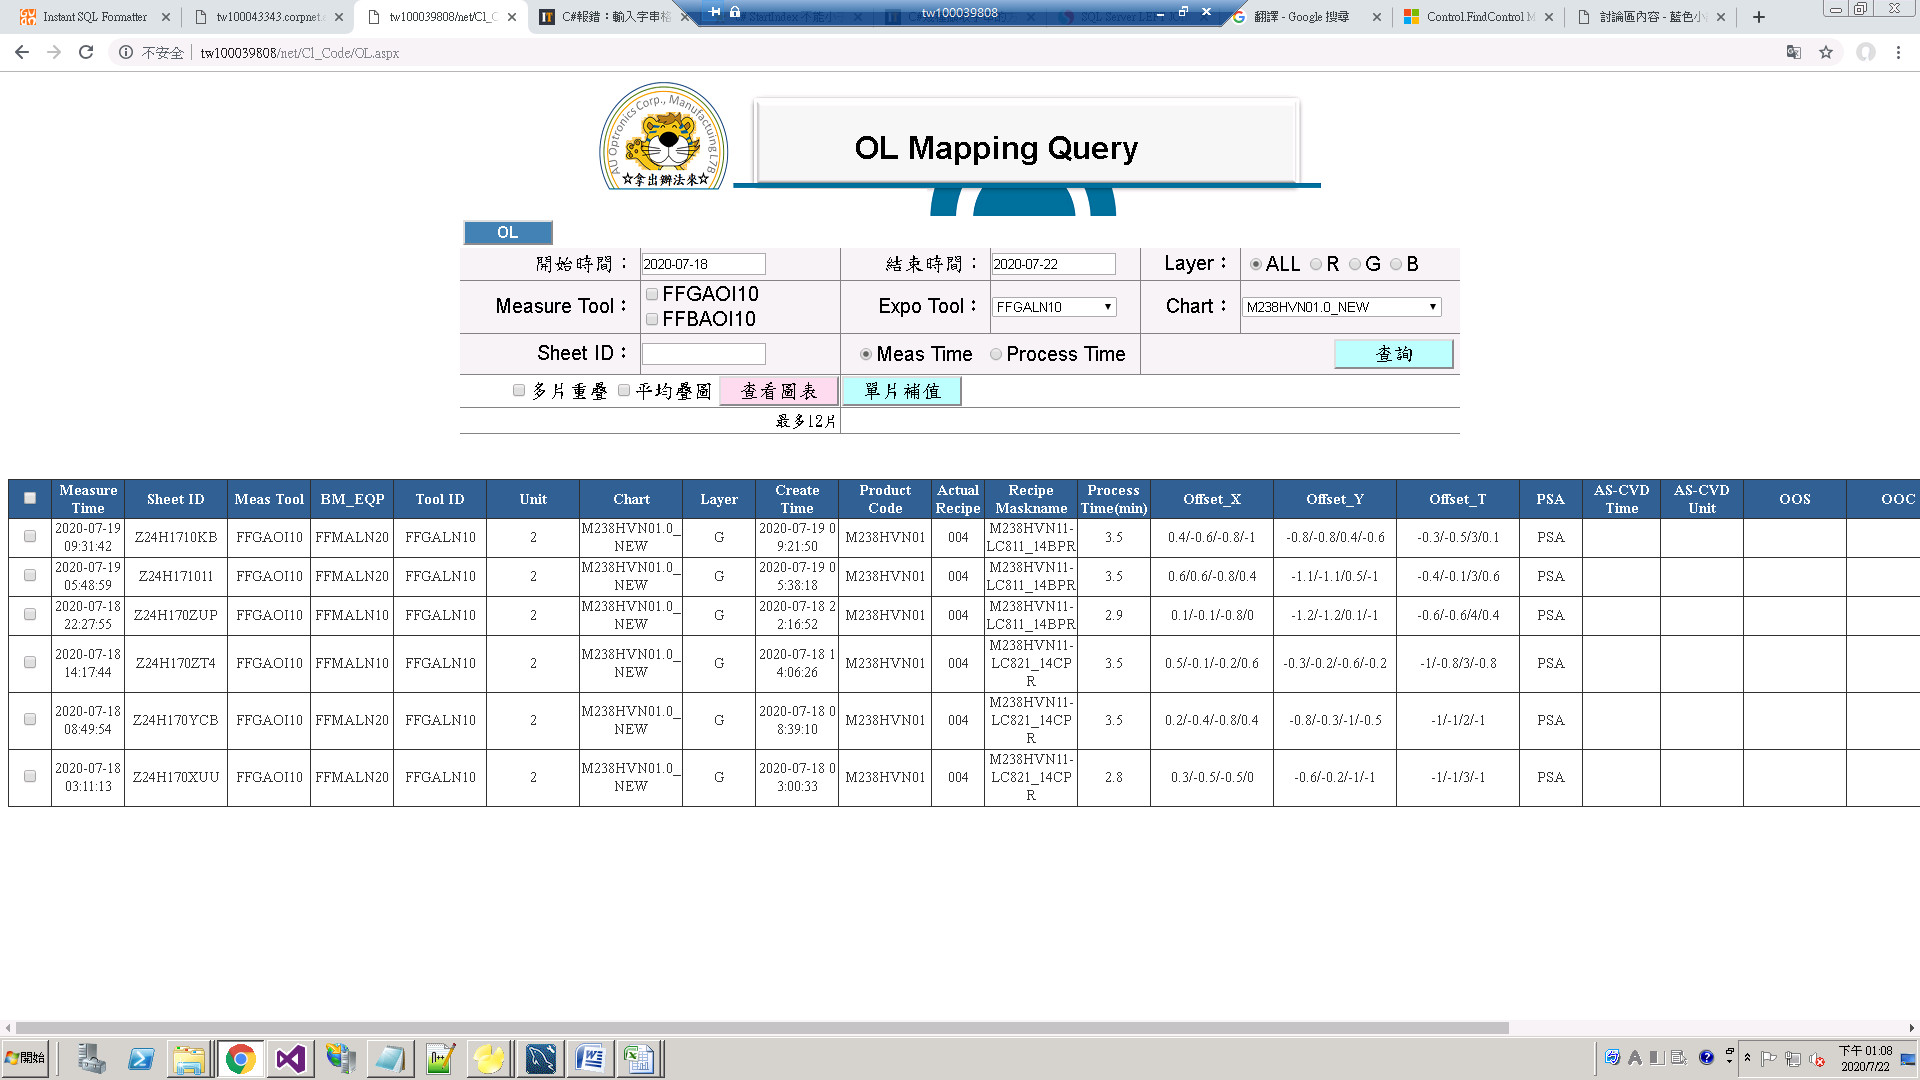 Instant SQL Formatter
tw100043343.corpnet.
tw100039808/net/Cl_C
C#報錯：輸入字串格
tw100039808
翻譯 - Google 搜尋
Control.FindControl M
討論區內容 - 藍色小
不安全 tw100039808/net/Cl_Code/OL.aspx
AU Optronics Corp., Manufactuing L7B
☆拿出辦法來☆
OL Mapping Query
OL
開始時間： 2020-07-18 結束時間： 2020-07-22 Layer： ALL R G B
Measure Tool： FFGAOI10 FFBAOI10 Expo Tool： FFGALN10 Chart： M238HVN01.0_NEW
Sheet ID： Meas Time Process Time 查詢
多片重疊 平均疊圖 查看圖表 單片補值
最多12片
Measure Time Sheet ID Meas Tool BM_EQP Tool ID Unit Chart Layer Create Time Product Code Actual Recipe Recipe Maskname Process Time(min) Offset_X Offset_Y Offset_T PSA AS-CVD Time AS-CVD Unit OOS OOC
2020-07-19 09:31:42 Z24H1710KB FFGAOI10 FFMALN20 FFGALN10 2 M238HVN01.0_NEW G 2020-07-19 09:21:50 M238HVN01 004 M238HVN11-LC811_14BPR 3.5 0.4/-0.6/-0.8/-1 -0.8/-0.8/0.4/-0.6 -0.3/-0.5/3/0.1 PSA
2020-07-19 05:48:59 Z24H171011 FFGAOI10 FFMALN20 FFGALN10 2 M238HVN01.0_NEW G 2020-07-19 05:38:18 M238HVN01 004 M238HVN11-LC811_14BPR 3.5 0.6/0.6/-0.8/0.4 -1.1/-1.1/0.5/-1 -0.4/-0.1/3/0.6 PSA
2020-07-18 22:27:55 Z24H170ZUP FFGAOI10 FFMALN10 FFGALN10 2 M238HVN01.0_NEW G 2020-07-18 22:16:52 M238HVN01 004 M238HVN11-LC811_14BPR 2.9 0.1/-0.1/-0.8/0 -1.2/-1.2/0.1/-1 -0.6/-0.6/4/0.4 PSA
2020-07-18 14:17:44 Z24H170ZT4 FFGAOI10 FFMALN10 FFGALN10 2 M238HVN01.0_NEW G 2020-07-18 14:06:26 M238HVN01 004 M238HVN11-LC821_14CPR 3.5 0.5/-0.1/-0.2/0.6 -0.3/-0.2/-0.6/-0.2 -1/-0.8/3/-0.8 PSA
2020-07-18 08:49:54 Z24H170YCB FFGAOI10 FFMALN20 FFGALN10 2 M238HVN01.0_NEW G 2020-07-18 08:39:10 M238HVN01 004 M238HVN11-LC821_14CPR 3.5 0.2/-0.4/-0.8/0.4 -0.8/-0.3/-1/-0.5 -1/-1/2/-1 PSA
2020-07-18 03:11:13 Z24H170XUU FFGAOI10 FFMALN20 FFGALN10 2 M238HVN01.0_NEW G 2020-07-18 03:00:33 M238HVN01 004 M238HVN11-LC821_14CPR 2.8 0.3/-0.5/-0.5/0 -0.6/-0.2/-1/-1 -1/-1/3/-1 PSA
開始
下午 01:08
2020/7/22